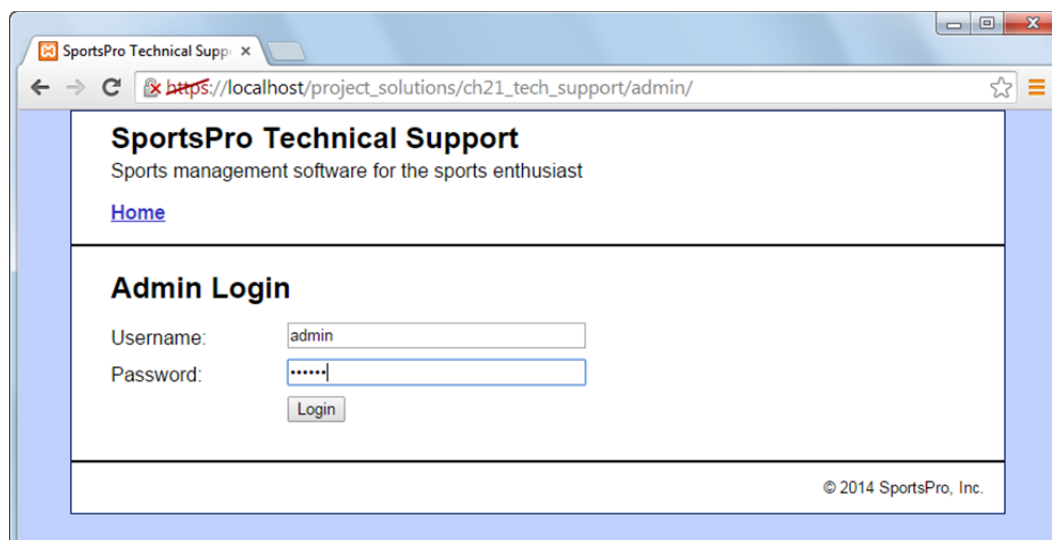 SportsPro Technical Supp
https://localhost/project_solutions/ch21_tech_support/admin/
SportsPro Technical Support
Sports management software for the sports enthusiast
Home
Admin Login
Username: admin
Password: ••••••
Login
© 2014 SportsPro, Inc.